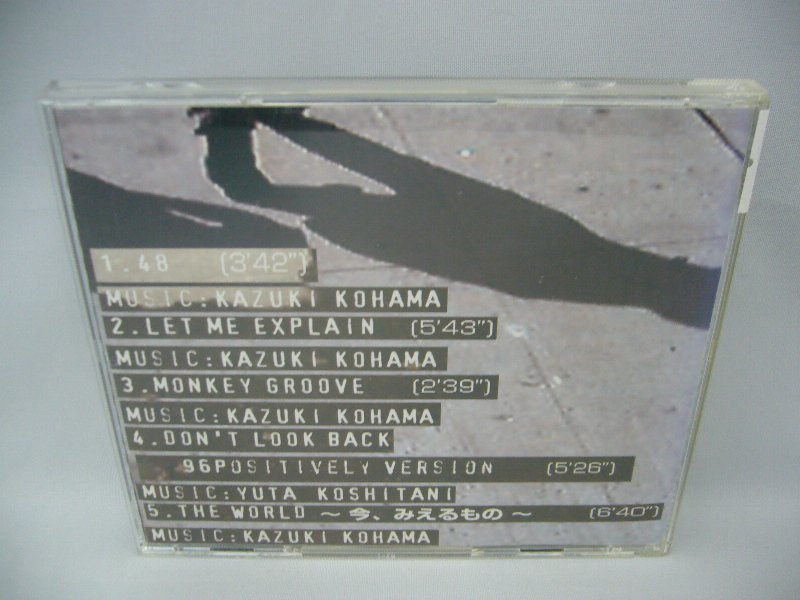 1.48 (3'42")
MUSIC:KAZUKI KOHAMA
2.LET ME EXPLAIN (5'43")
MUSIC:KAZUKI KOHAMA
3.MONKEY GROOVE (2'39")
MUSIC:KAZUKI KOHAMA
4.DON'T LOOK BACK
96POSITIVELY VERSION (5'26")
MUSIC:YUTA KOSHITANI
5.THE WORLD ～今、みえるもの～ (6'40")
MUSIC:KAZUKI KOHAMA